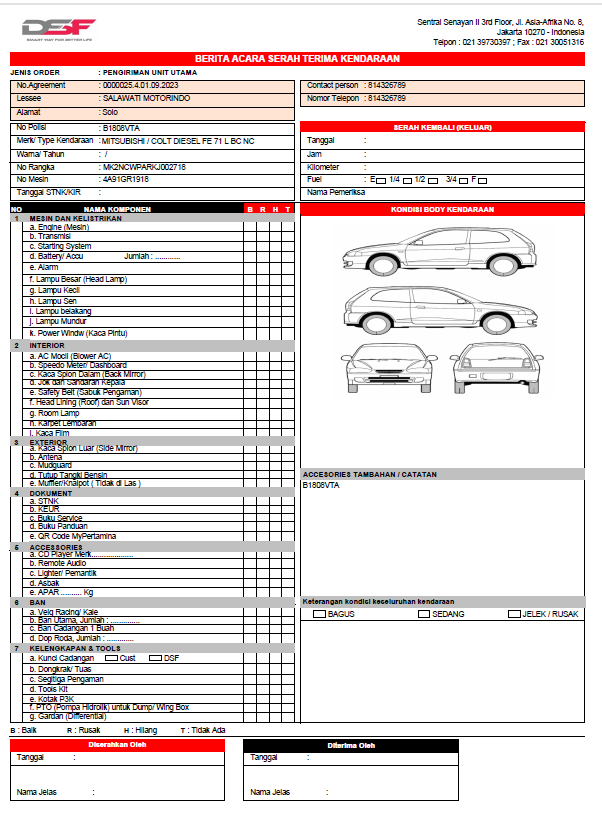 DSF
SMART WAY FOR BETTER LIFE
Sentral Senayan II 3rd Floor, Jl. Asia-Afrika No. 8,
Jakarta 10270 - Indonesia
Telpon : 021 39730397 ; Fax : 021 30051316
BERITA ACARA SERAH TERIMA KENDARAAN
JENIS ORDER : PENGIRIMAN UNIT UTAMA
No.Agreement : 0000025.4.01.09.2023
Lessee : SALAWATI MOTORINDO
Alamat : Solo
Contact person : 814326789
Nomor Telepon : 814326789
No Polisi : B1808VTA
Merk/ Type Kendaraan : MITSUBISHI / COLT DIESEL FE 71 L BC NC
Warna/ Tahun : /
No Rangka : MK2NCWPARKJ002718
No Mesin : 4A91GR1918
Tanggal STNK/KIR :
SERAH KEMBALI (KELUAR)
Tanggal :
Jam :
Kilometer :
Fuel : E 1/4 1/2 3/4 F
Nama Pemeriksa
NO NAMA KOMPONEN B R H T
1 MESIN DAN KELISTRIKAN
a. Engine (Mesin)
b. Transmisi
c. Starting System
d. Battery/ Accu Jumlah : ............
e. Alarm
f. Lampu Besar (Head Lamp)
g. Lampu Kecil
h. Lampu Sen
i. Lampu belakang
j. Lampu Mundur
k. Power Windw (Kaca Pintu)
2 INTERIOR
a. AC Mocil (Blower AC)
b. Speedo Meter/ Dashboard
c. Kaca Spion Dalam (Back Mirror)
d. Jok dan Sandaran Kepala
e. Safety Belt (Sabuk Pengaman)
f. Head Lining (Roof) dan Sun Visor
g. Room Lamp
h. Karpet Lembaran
i. Kaca Film
3 EXTERIOR
a. Kaca Spion Luar (Side Mirror)
b. Antena
c. Mudguard
d. Tutup Tangki Bensin
e. Muffler/Knalpot ( Tidak di Las )
4 DOKUMENT
a. STNK
b. KEUR
c. Buku Service
d. Buku Panduan
e. QR Code MyPertamina
5 ACCESSORIES
a. CD Player Merk....................
b. Remote Audio
c. Lighter/ Pemantik
d. Asbak
e. APAR .......... Kg
6 BAN
a. Velg Racing/ Kale
b. Ban Utama, Jumlah : ..............
c. Ban Cadangan 1 Buah
d. Dop Roda, Jumlah : .............
7 KELENGKAPAN & TOOLS
a. Kunci Cadangan Cust DSF
b. Dongkrak/ Tuas
c. Segitiga Pengaman
d. Tools Kit
e. Kotak P3K
f. PTO (Pompa Hidrolik) untuk Dump/ Wing Box
g. Gardan (Differential)
KONDISI BODY KENDARAAN
ACCESORIES TAMBAHAN / CATATAN
B1808VTA
Keterangan kondisi keseluruhan kendaraan
BAGUS SEDANG JELEK / RUSAK
B : Baik R : Rusak H : Hilang T : Tidak Ada
Diserahkan Oleh
Tanggal :
Nama Jelas :
Diterima Oleh
Tanggal :
Nama Jelas :